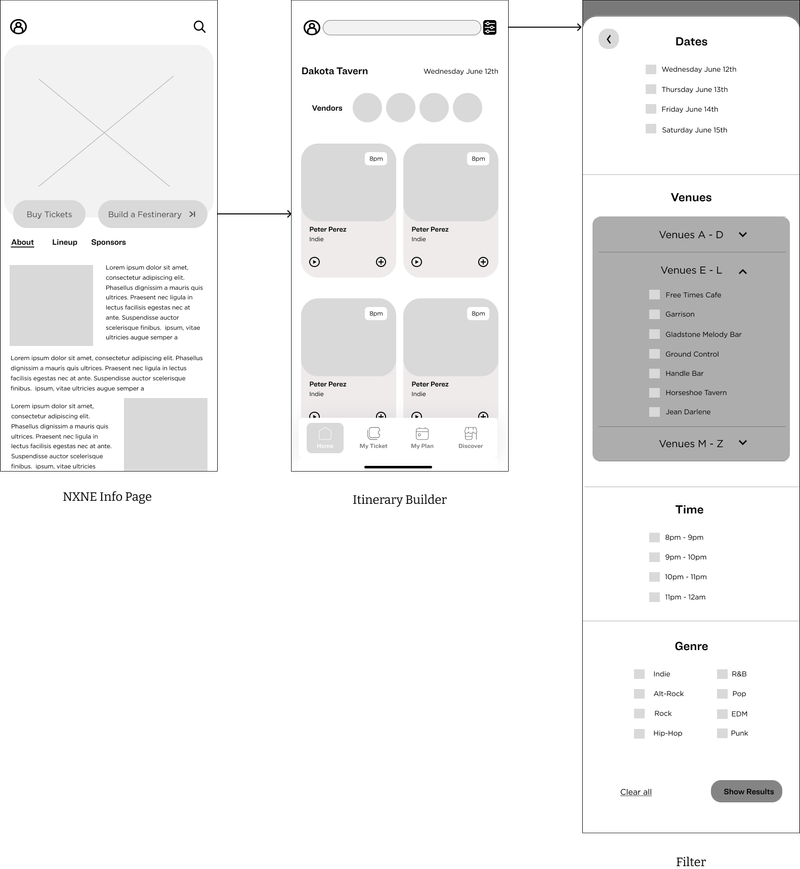 Buy Tickets
Build a Festinerary
About Lineup Sponsors
Lorem ipsum dolor sit amet,
consectetur adipiscing elit.
Phasellus dignissim a mauris quis
ultrices. Praesent nec ligula in
lectus facilisis egestas nec at
ante. Suspendisse auctor
scelerisque finibus. ipsum, vitae
ultricies augue semper a
Lorem ipsum dolor sit amet, consectetur adipiscing elit. Phasellus
dignissim a mauris quis ultrices. Praesent nec ligula in lectus
facilisis egestas nec at ante. Suspendisse auctor scelerisque
finibus. ipsum, vitae ultricies augue semper a
Lorem ipsum dolor sit amet,
consectetur adipiscing elit.
Phasellus dignissim a mauris quis
ultrices. Praesent nec ligula in
lectus facilisis egestas nec at ante.
Suspendisse auctor scelerisque
finibus. ipsum, vitae ultricies
NXNE Info Page
Dakota Tavern Wednesday June 12th
Vendors
8pm 8pm
Peter Perez Peter Perez
Indie Indie
8pm 8pm
Peter Perez Peter Perez
Indie Indie
Home My Ticket My Plan Discover
Itinerary Builder
Dates
Wednesday June 12th
Thursday June 13th
Friday June 14th
Saturday June 15th
Venues
Venues A - D
Venues E - L
Free Times Cafe
Garrison
Gladstone Melody Bar
Ground Control
Handle Bar
Horseshoe Tavern
Jean Darlene
Venues M - Z
Time
8pm - 9pm
9pm - 10pm
10pm - 11pm
11pm - 12am
Genre
Indie R&B
Alt-Rock Pop
Rock EDM
Hip-Hop Punk
Clear all Show Results
Filter